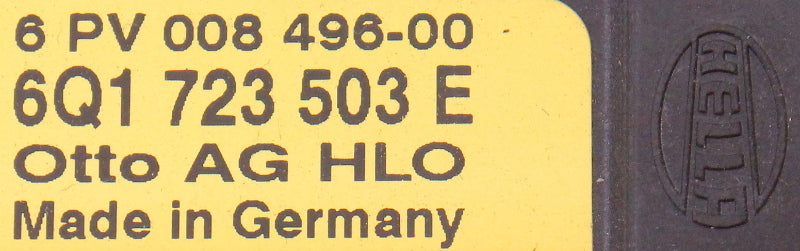 6 PV 008 496-00
6Q1 723 503 E
Otto AG HLO
Made in Germany
HELLA